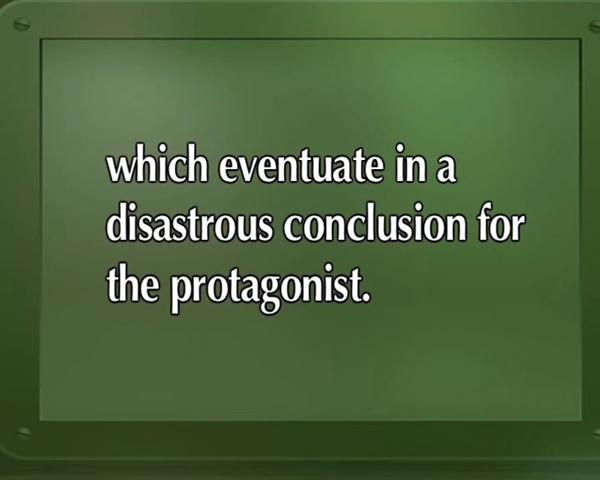 which eventuate in a
disastrous conclusion for
the protagonist.